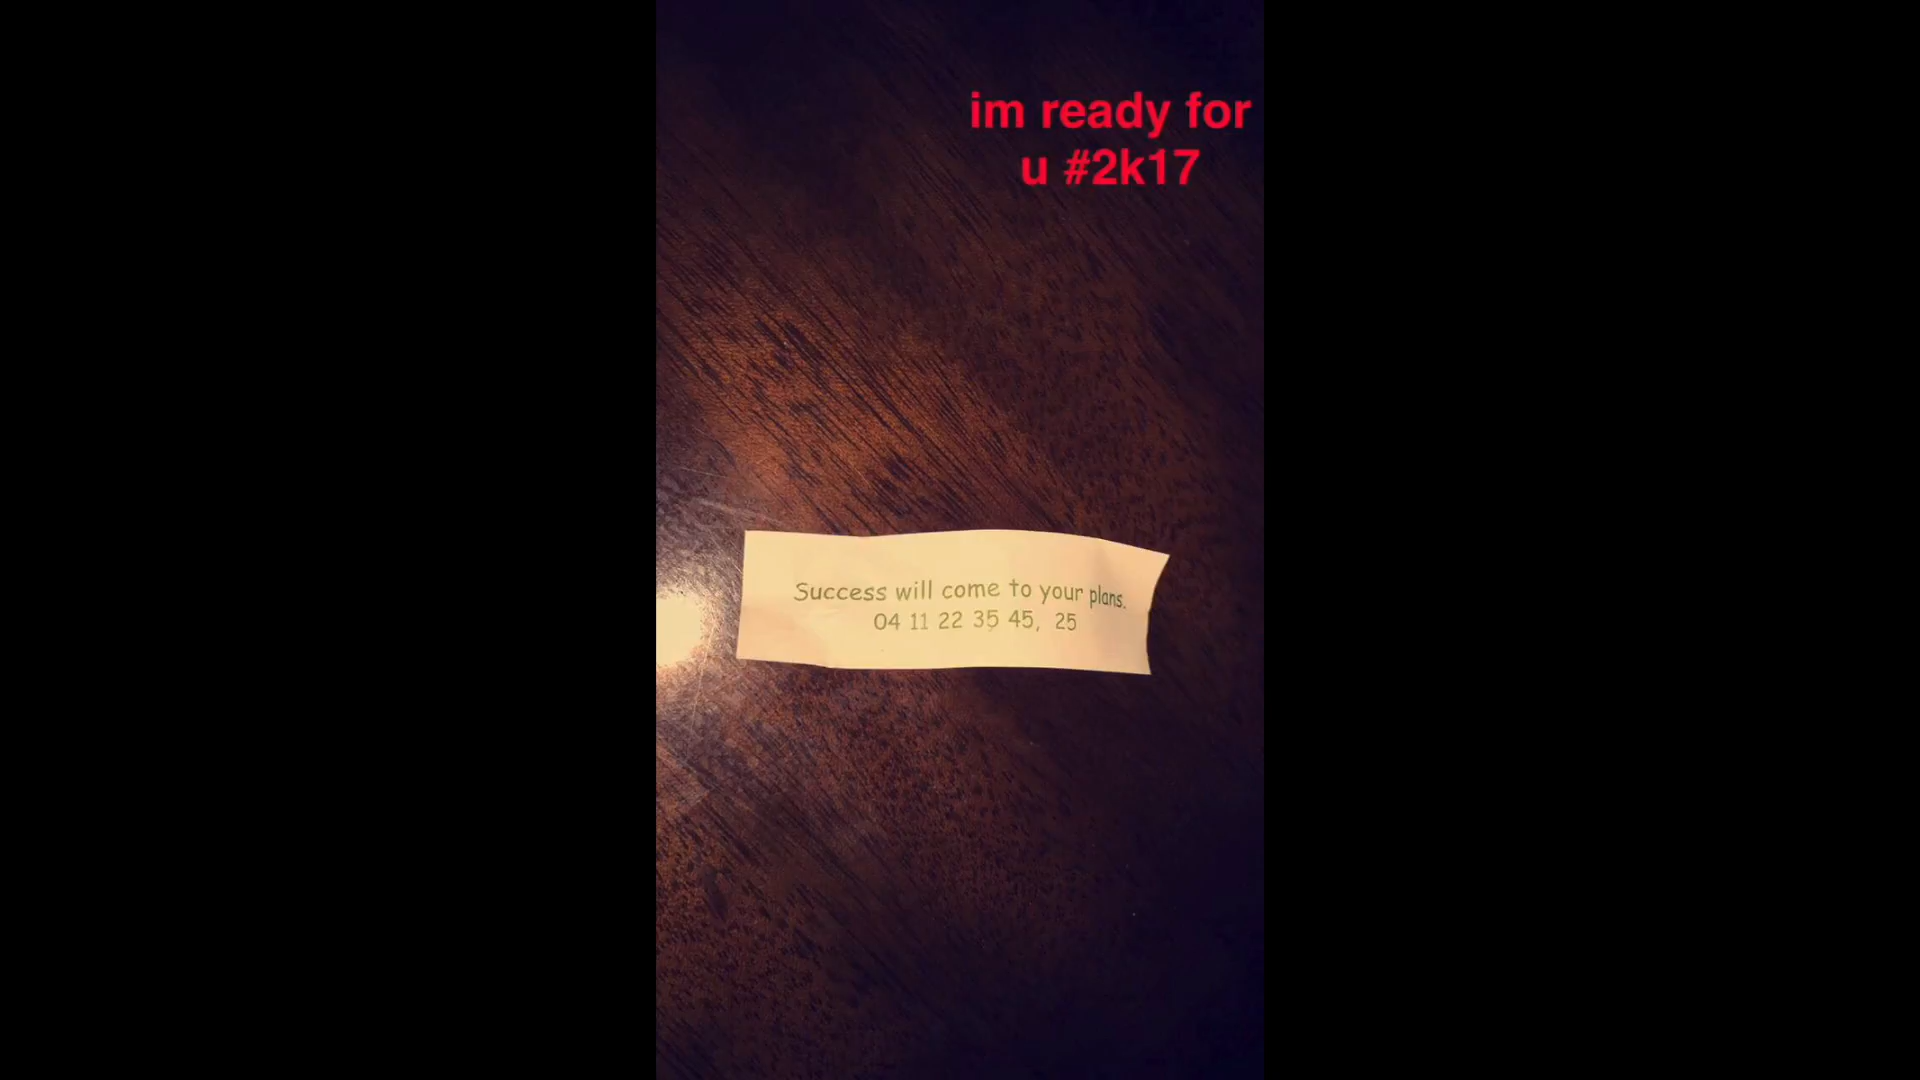 im ready for
u #2k17
Success will come to your plans.
04 11 22 35 45, 25